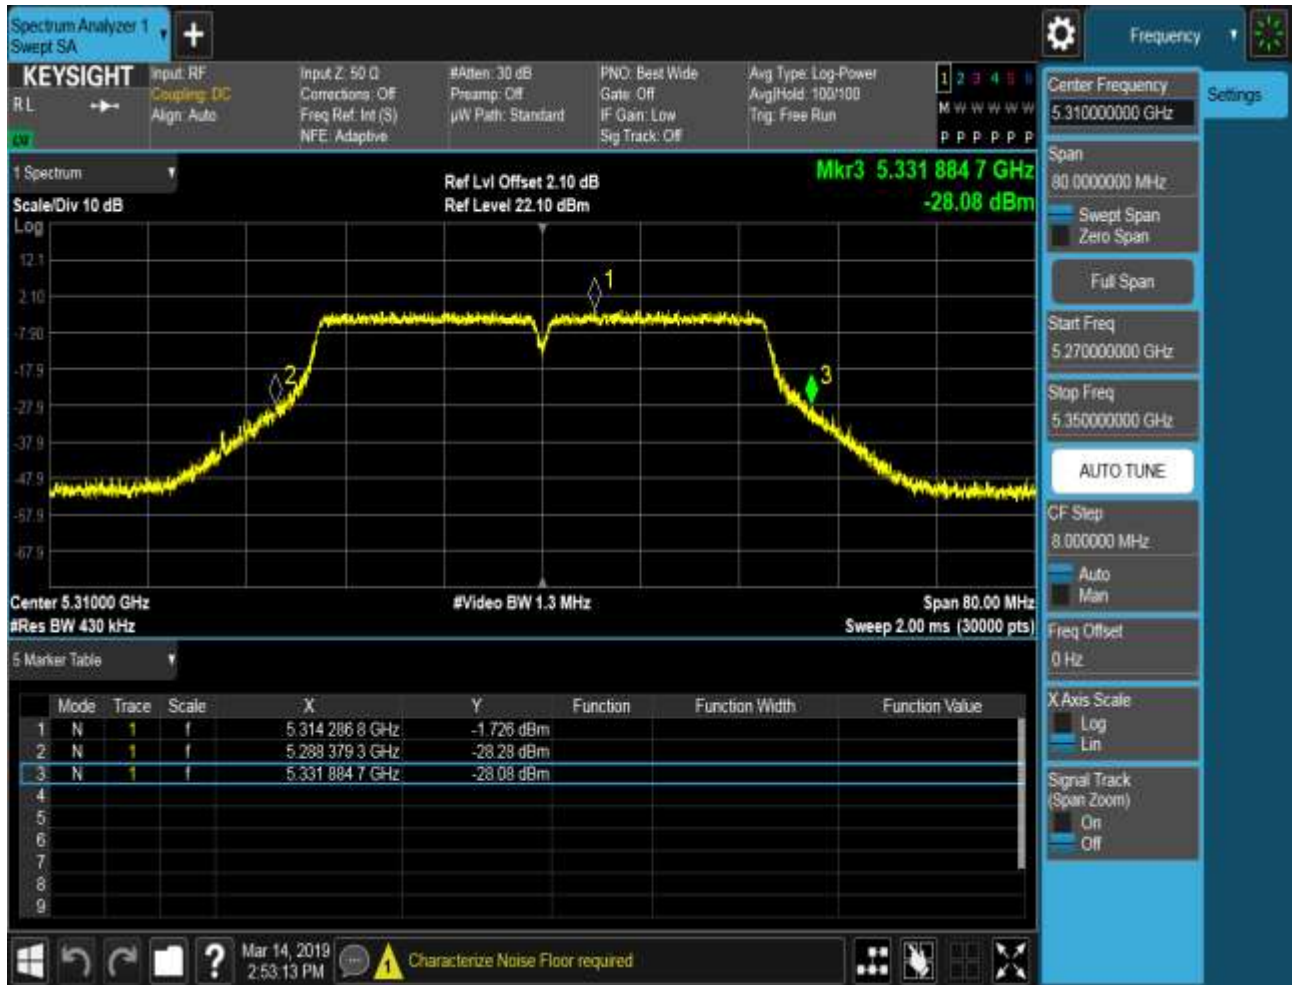 Spectrum Analyzer 1
Swept SA
+
Frequency
KEYSIGHT
RL
Input: RF
Coupling: DC
Align: Auto
Input Z: 50 Ω
Corrections: Off
Freq Ref: Int (S)
NFE: Adaptive
#Atten: 30 dB
Preamp: Off
µW Path: Standard
PNO: Best Wide
Gate: Off
IF Gain: Low
Sig Track: Off
Avg Type: Log-Power
Avg|Hold: 100/100
Trig: Free Run
1 2 3 4 5 6
M W W W W W
P P P P P P
1 Spectrum
Scale/Div 10 dB
Ref Lvl Offset 2.10 dB
Ref Level 22.10 dBm
Mkr3 5.331 884 7 GHz
-28.08 dBm
Log
12.1
2.10
-7.90
-17.9
-27.9
-37.9
-47.9
-57.9
-67.9
1
2
3
Center 5.31000 GHz
#Res BW 430 kHz
#Video BW 1.3 MHz
Span 80.00 MHz
Sweep 2.00 ms (30000 pts)
5 Marker Table
Mode Trace Scale X Y Function Function Width Function Value
1 N 1 f 5.314 286 8 GHz -1.726 dBm
2 N 1 f 5.288 379 3 GHz -28.28 dBm
3 N 1 f 5.331 884 7 GHz -28.08 dBm
4
5
6
7
8
9
Center Frequency
5.310000000 GHz
Settings
Span
80.0000000 MHz
Swept Span
Zero Span
Full Span
Start Freq
5.270000000 GHz
Stop Freq
5.350000000 GHz
AUTO TUNE
CF Step
8.000000 MHz
Auto
Man
Freq Offset
0 Hz
X Axis Scale
Log
Lin
Signal Track
(Span Zoom)
On
Off
?
Mar 14, 2019
2:53:13 PM
1
Characterize Noise Floor required